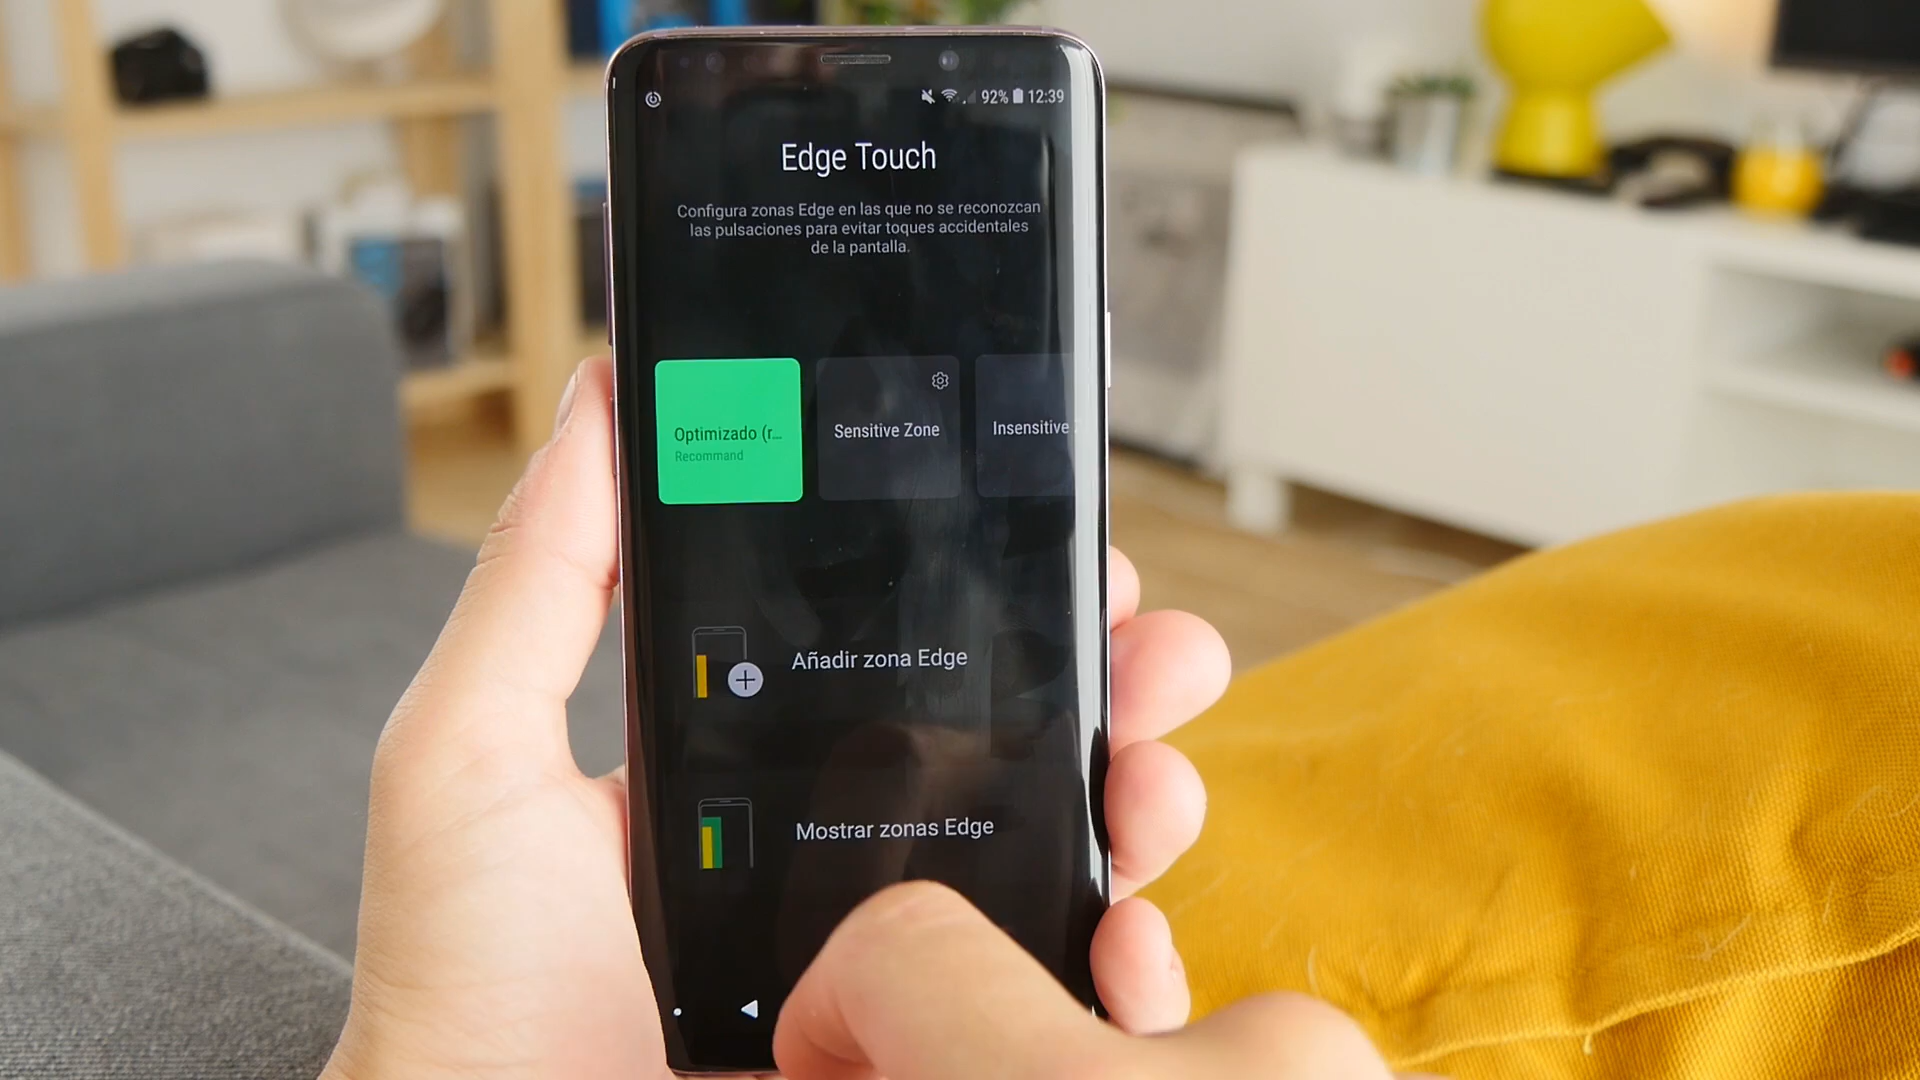 92% 12:39
Edge Touch
Configura zonas Edge en las que no se reconozcan
las pulsaciones para evitar toques accidentales
de la pantalla.
Optimizado (r...
Recommand
Sensitive Zone
Insensitive
Añadir zona Edge
Mostrar zonas Edge